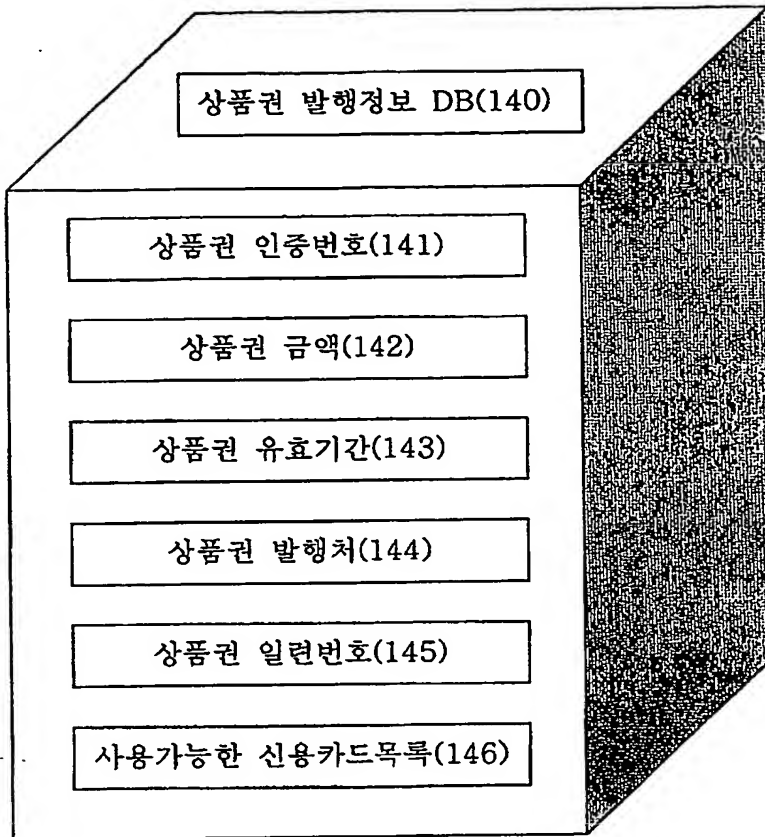 상품권 발행정보 DB(140)
상품권 인증번호(141)
상품권 금액(142)
상품권 유효기간(143)
상품권 발행처(144)
상품권 일련번호(145)
사용가능한 신용카드목록(146)